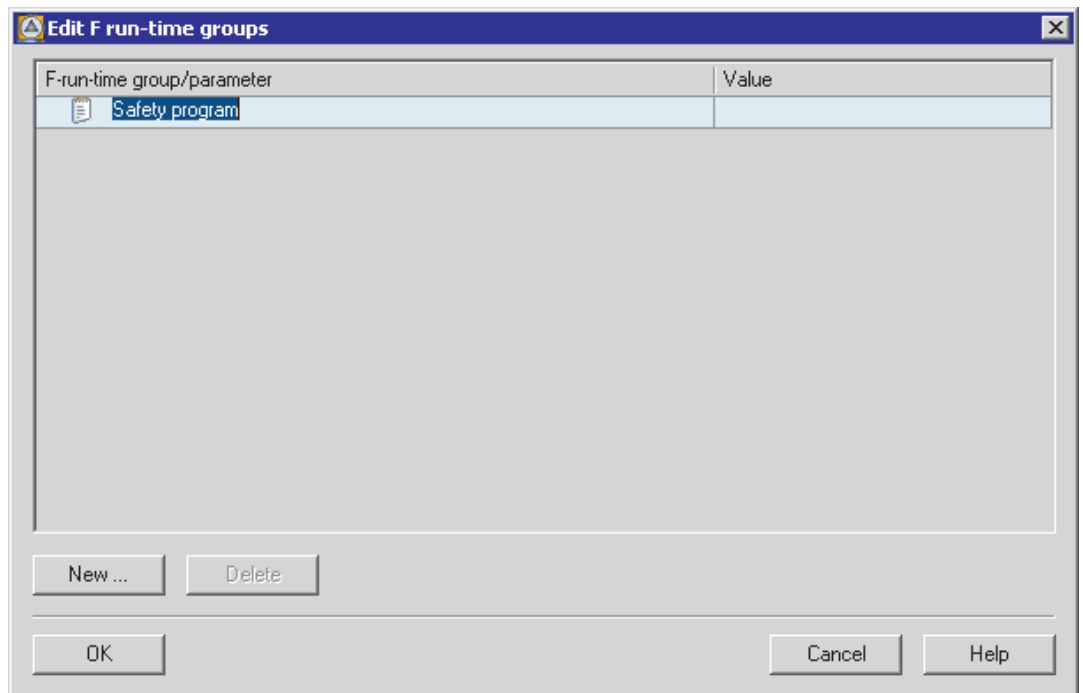 Edit F run-time groups
F-run-time group/parameter Value
Safety program
New ... Delete
OK Cancel Help